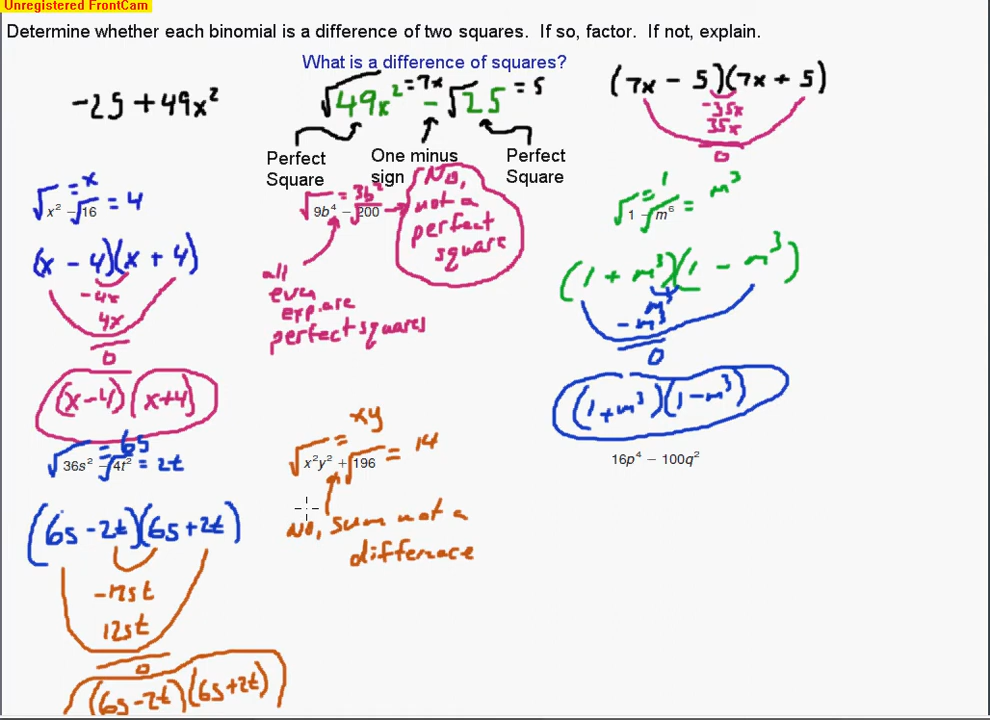 Unregistered FrontCam
Determine whether each binomial is a difference of two squares. If so, factor. If not, explain.
What is a difference of squares?
-25 + 49x²
√49x² = 7x - √25 = 5
Perfect Square
One minus sign
Perfect Square
(7x - 5)(7x + 5)
-35x
35x
0
√x² = x - √16 = 4
(x - 4)(x + 4)
-4x
4x
0
(x-4)(x+4)
√9b⁴ = 3b² - √200
No,
not a
perfect
square
all
even
exp. are
perfect squares
√1 = 1 - √m⁶ = m³
(1 + m³)(1 - m³)
m³
-m³
0
(1+m³)(1-m³)
√36s² = 6s - √4t² = 2t
(6s - 2t)(6s + 2t)
-12st
12st
0
(6s-2t)(6s+2t)
√x²y² = xy + √196 = 14
No, sum not a
difference
16p⁴ − 100q²